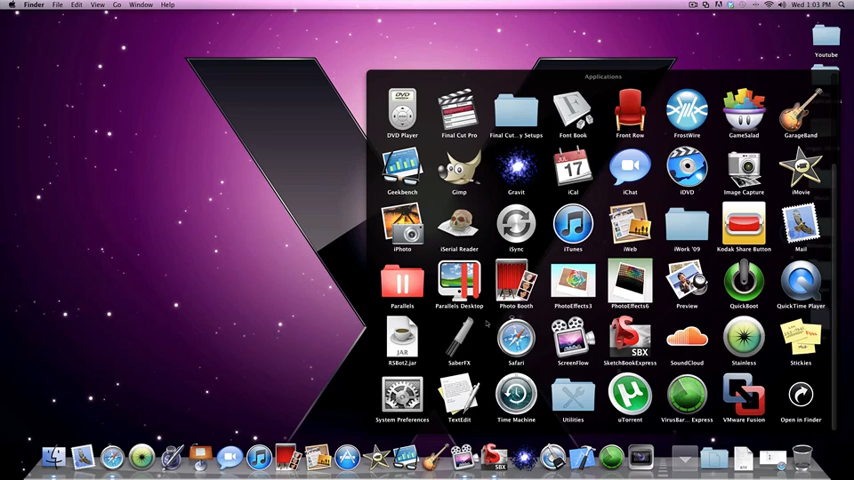 Finder File Edit View Go Window Help
Wed 1:03 PM
Youtube
Applications
DVD Player Final Cut Pro Final Cut...y Setups Font Book Front Row FrostWire GameSalad GarageBand
Geekbench Gimp Gravit iCal iChat iDVD Image Capture iMovie
iPhoto iSerial Reader iSync iTunes iWeb iWork '09 Kodak Share Button Mail
Parallels Parallels Desktop Photo Booth PhotoEffects3 PhotoEffects6 Preview QuickBoot QuickTime Player
RSBot2.jar SaberFX Safari ScreenFlow SketchBookExpress SoundCloud Stainless Stickies
System Preferences TextEdit Time Machine Utilities uTorrent VirusBar... Express VMware Fusion Open in Finder